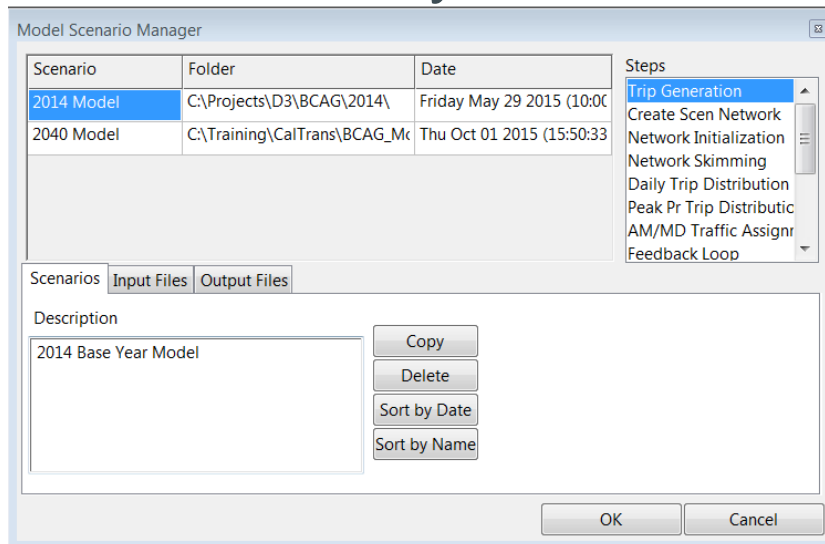 Model Scenario Manager
Scenario Folder Date
2014 Model C:\Projects\D3\BCAG\2014\ Friday May 29 2015 (10:00
2040 Model C:\Training\CalTrans\BCAG_Mc Thu Oct 01 2015 (15:50:33
Steps
Trip Generation
Create Scen Network
Network Initialization
Network Skimming
Daily Trip Distribution
Peak Pr Trip Distributic
AM/MD Traffic Assignr
Feedback Loop
Scenarios Input Files Output Files
Description
2014 Base Year Model
Copy
Delete
Sort by Date
Sort by Name
OK Cancel